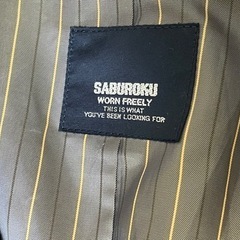 SABUROKU
WORN FREELY
THIS IS WHAT
YOU'VE BEEN LOOKING FOR